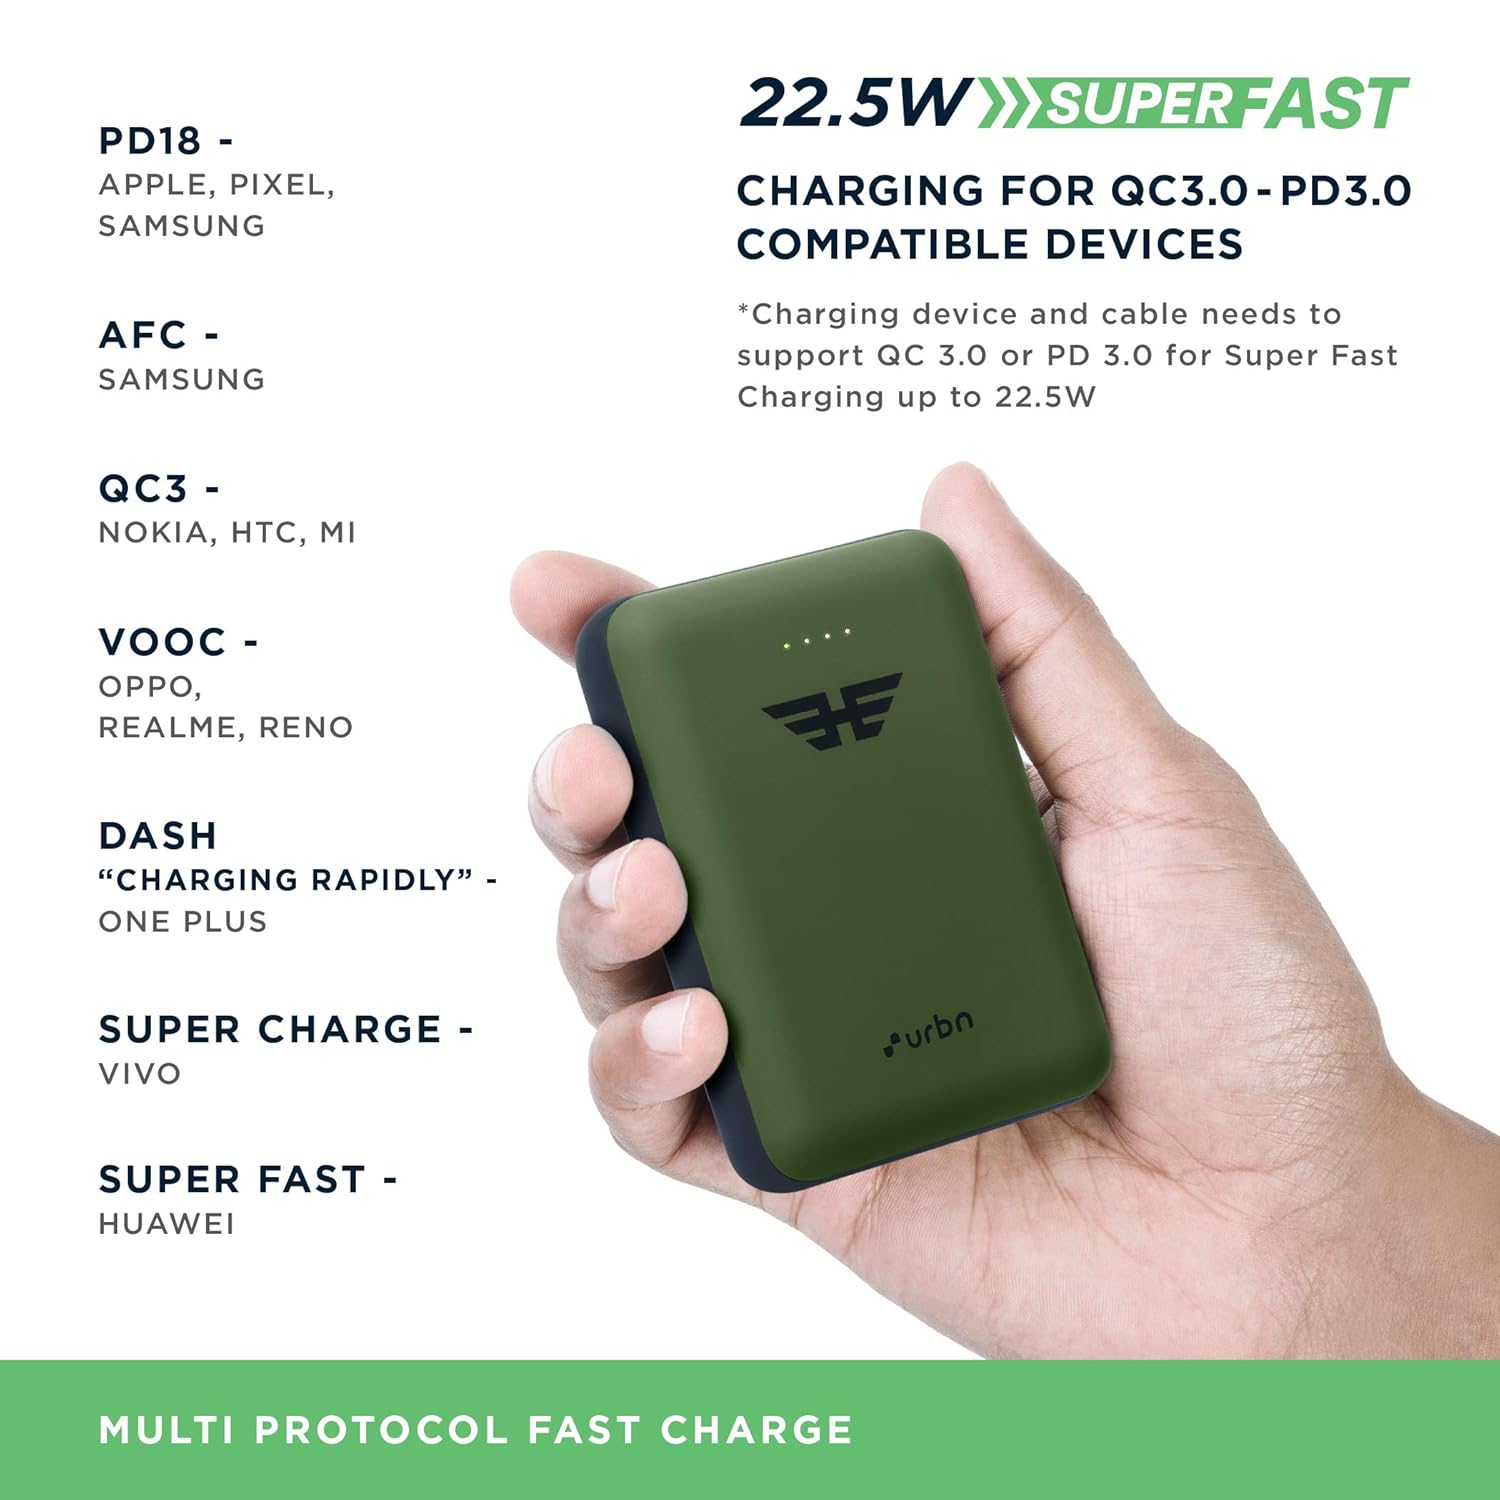 PD18 -
APPLE, PIXEL,
SAMSUNG
AFC -
SAMSUNG
QC3 -
NOKIA, HTC, MI
VOOC -
OPPO,
REALME, RENO
DASH
“CHARGING RAPIDLY” -
ONE PLUS
SUPER CHARGE -
VIVO
SUPER FAST -
HUAWEI
22.5W SUPERFAST
CHARGING FOR QC3.0-PD3.0
COMPATIBLE DEVICES
*Charging device and cable needs to
support QC 3.0 or PD 3.0 for Super Fast
Charging up to 22.5W
urbn
MULTI PROTOCOL FAST CHARGE